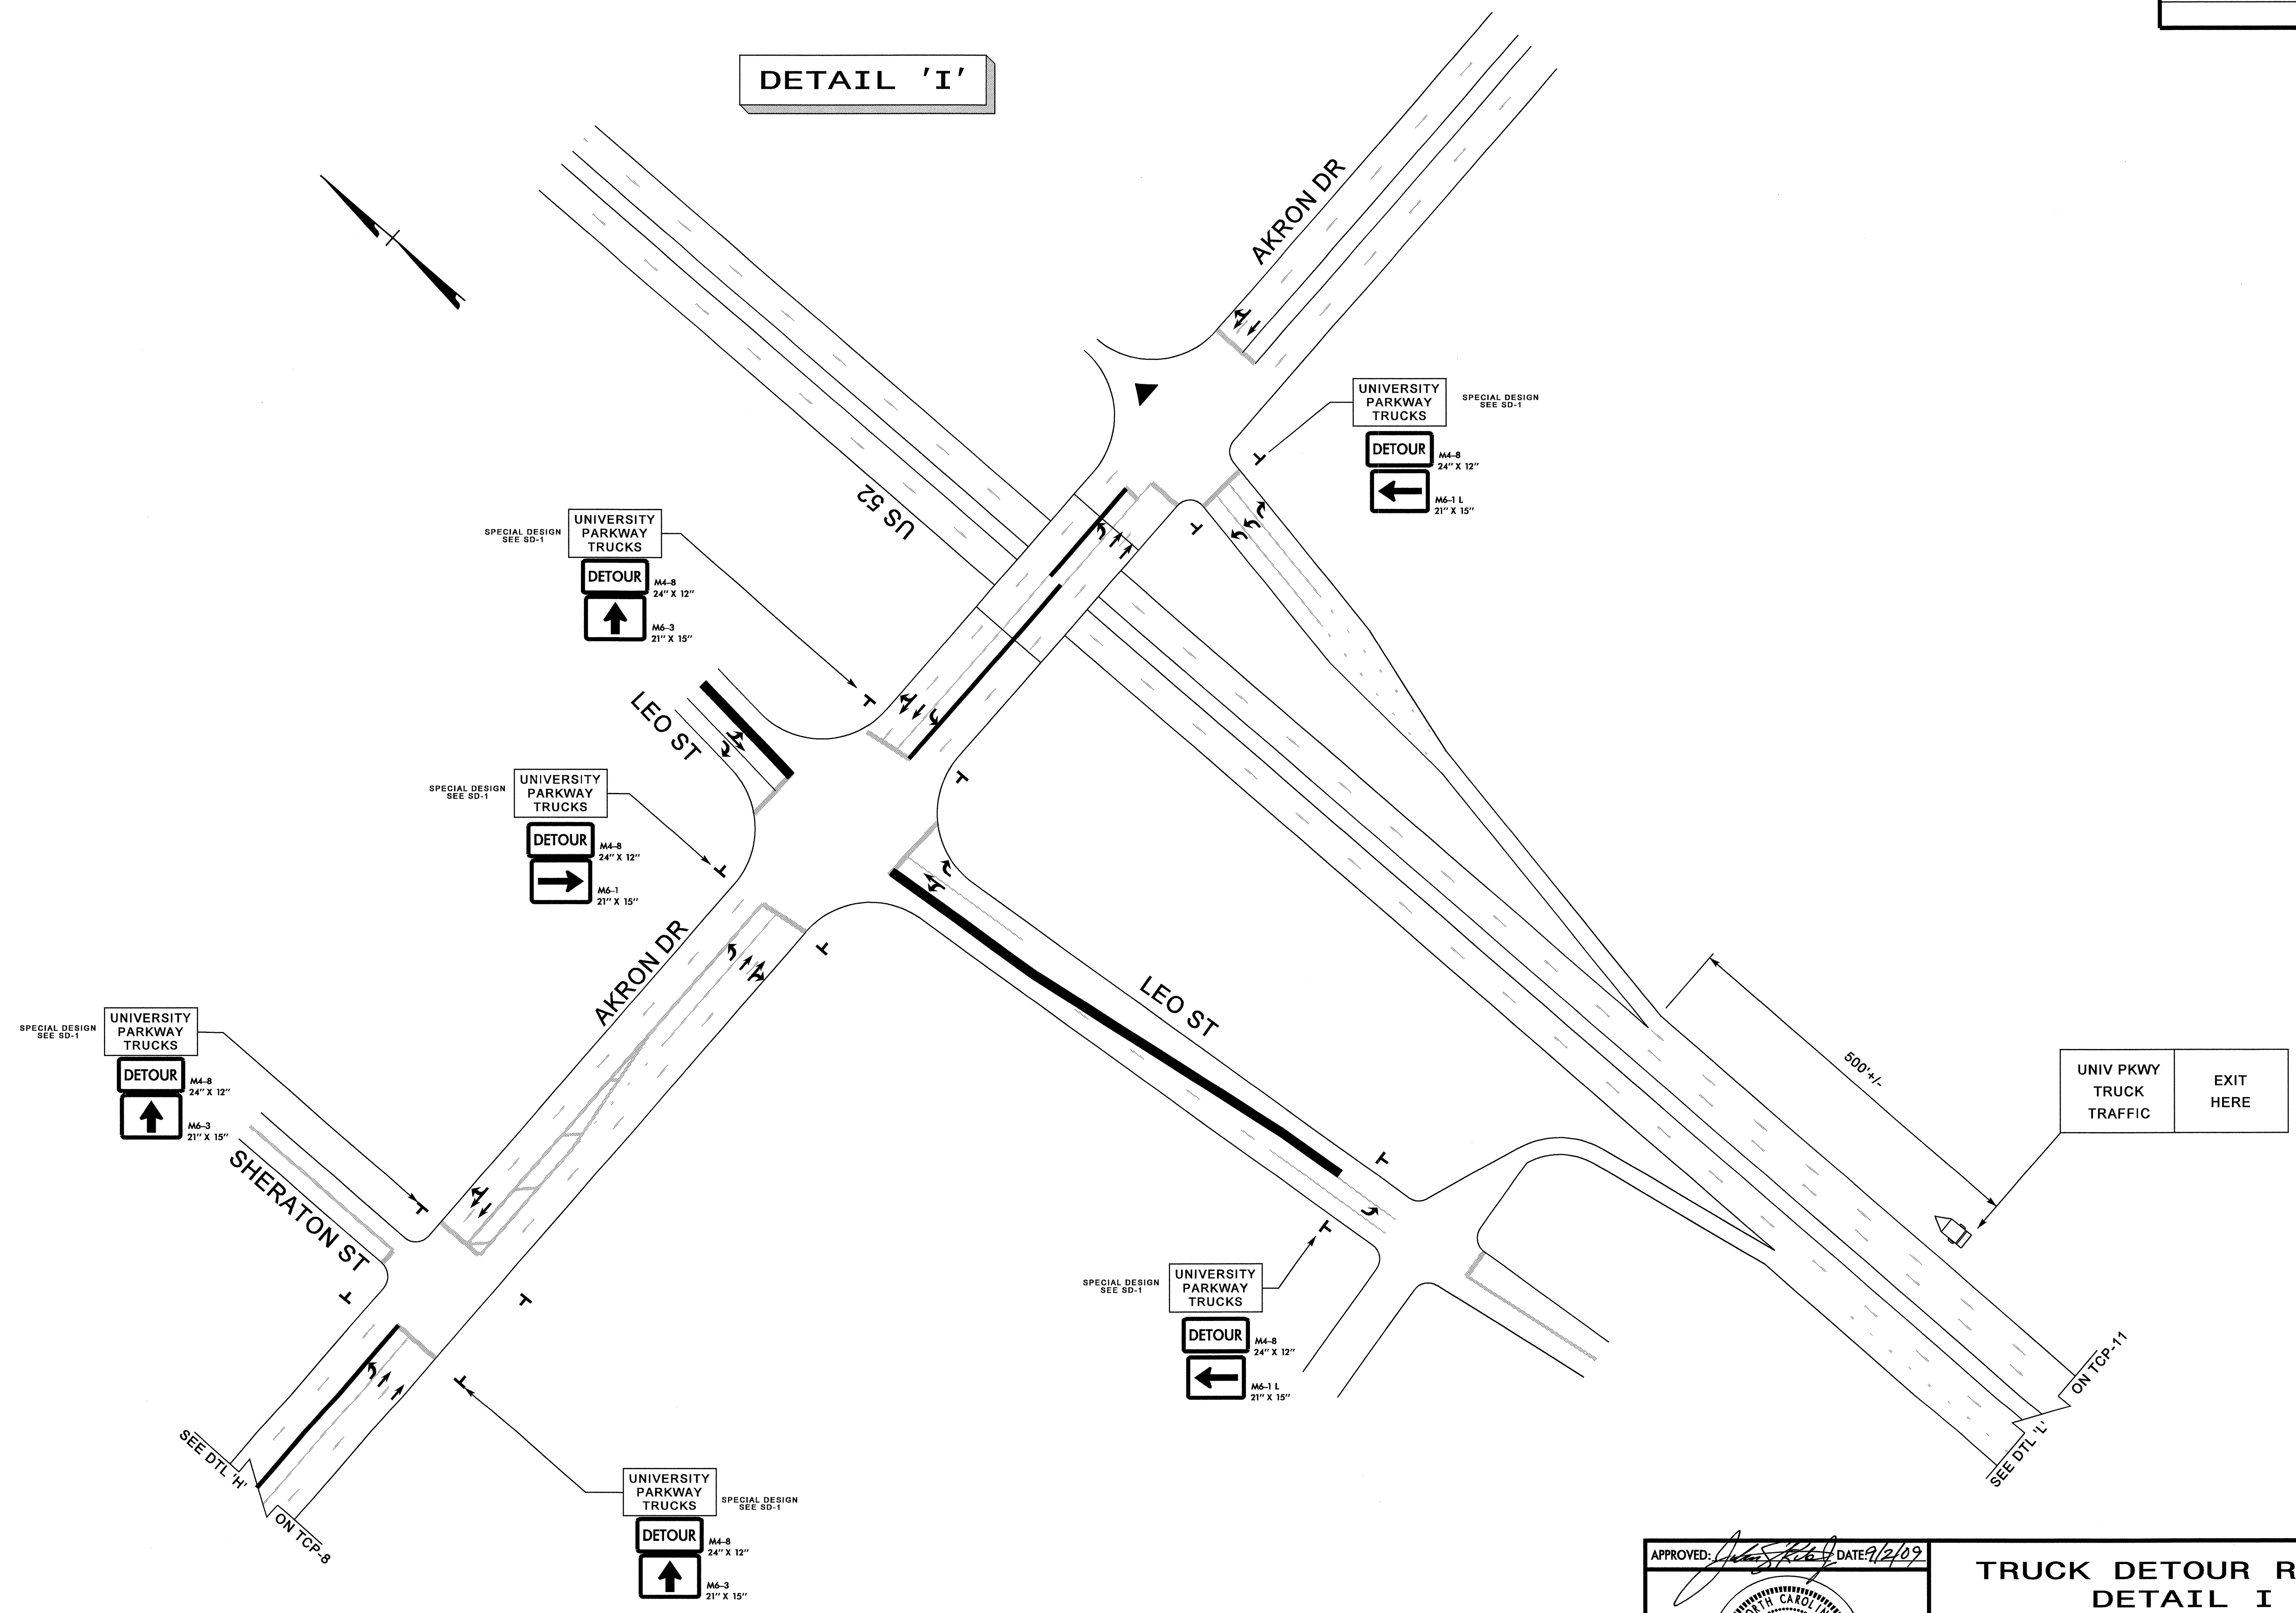 DETAIL 'I'
AKRON DR
UNIVERSITY
PARKWAY
TRUCKS
SPECIAL DESIGN
SEE SD-1
DETOUR
M4-8
24" X 12"
M6-1 L
21" X 15"
US 52
SPECIAL DESIGN
SEE SD-1
UNIVERSITY
PARKWAY
TRUCKS
DETOUR
M4-8
24" X 12"
M6-3
21" X 15"
LEO ST
SPECIAL DESIGN
SEE SD-1
UNIVERSITY
PARKWAY
TRUCKS
DETOUR
M4-8
24" X 12"
M6-1
21" X 15"
AKRON DR
LEO ST
SPECIAL DESIGN
SEE SD-1
UNIVERSITY
PARKWAY
TRUCKS
DETOUR
M4-8
24" X 12"
M6-3
21" X 15"
SHERATON ST
500'+/-
UNIV PKWY
TRUCK
TRAFFIC
EXIT
HERE
SPECIAL DESIGN
SEE SD-1
UNIVERSITY
PARKWAY
TRUCKS
DETOUR
M4-8
24" X 12"
M6-1 L
21" X 15"
ON TCP-11
SEE DTL 'L'
SEE DTL 'H'
ON TCP-8
UNIVERSITY
PARKWAY
TRUCKS
SPECIAL DESIGN
SEE SD-1
DETOUR
M4-8
24" X 12"
M6-3
21" X 15"
APPROVED: DATE: 9/2/09
TRUCK DETOUR R
DETAIL I
ORTH CAROLIN